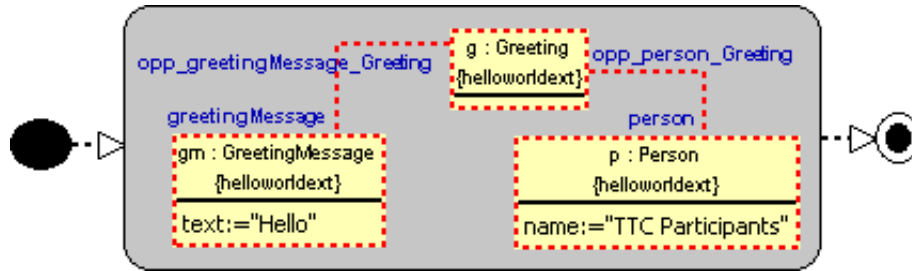 g : Greeting
opp_greetingMessage_Greeting
opp_person_Greeting
{helloworldext}
greetingMessage
person
gm : GreetingMessage
{helloworldext}
text:="Hello"
p : Person
{helloworldext}
name:="TTC Participants"